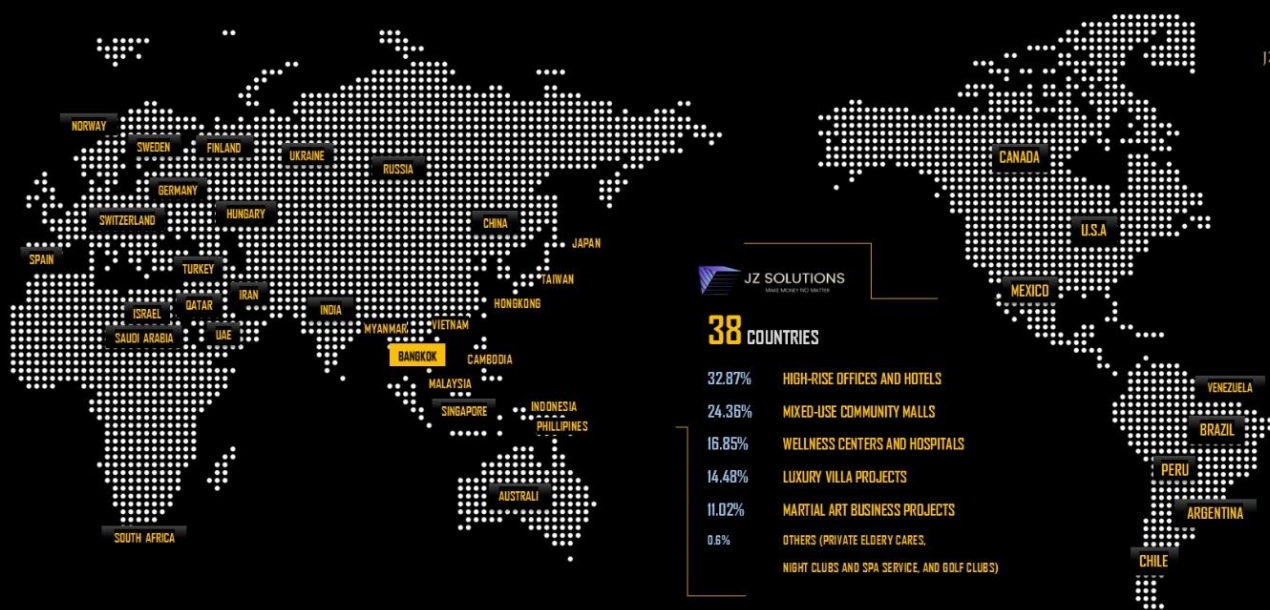 JZ
NORWAY
SWEDEN
FINLAND
UKRAINE
RUSSIA
GERMANY
SWITZERLAND
HUNGARY
CHINA
SPAIN
TURKEY
JAPAN
TAIWAN
IRAN
QATAR
ISRAEL
HONGKONG
INDIA
SAUDI ARABIA
UAE
MYANMAR
VIETNAM
BANGKOK
CAMBODIA
MALAYSIA
SINGAPORE
INDONESIA
PHILLIPINES
AUSTRALI
SOUTH AFRICA
CANADA
U.S.A
MEXICO
VENEZUELA
BRAZIL
PERU
ARGENTINA
CHILE
JZ SOLUTIONS
MAKE MONEY NO MATTER
38 COUNTRIES
32.87% HIGH-RISE OFFICES AND HOTELS
24.36% MIXED-USE COMMUNITY MALLS
16.85% WELLNESS CENTERS AND HOSPITALS
14.48% LUXURY VILLA PROJECTS
11.02% MARTIAL ART BUSINESS PROJECTS
0.6% OTHERS (PRIVATE ELDERY CARES,
NIGHT CLUBS AND SPA SERVICE, AND GOLF CLUBS)